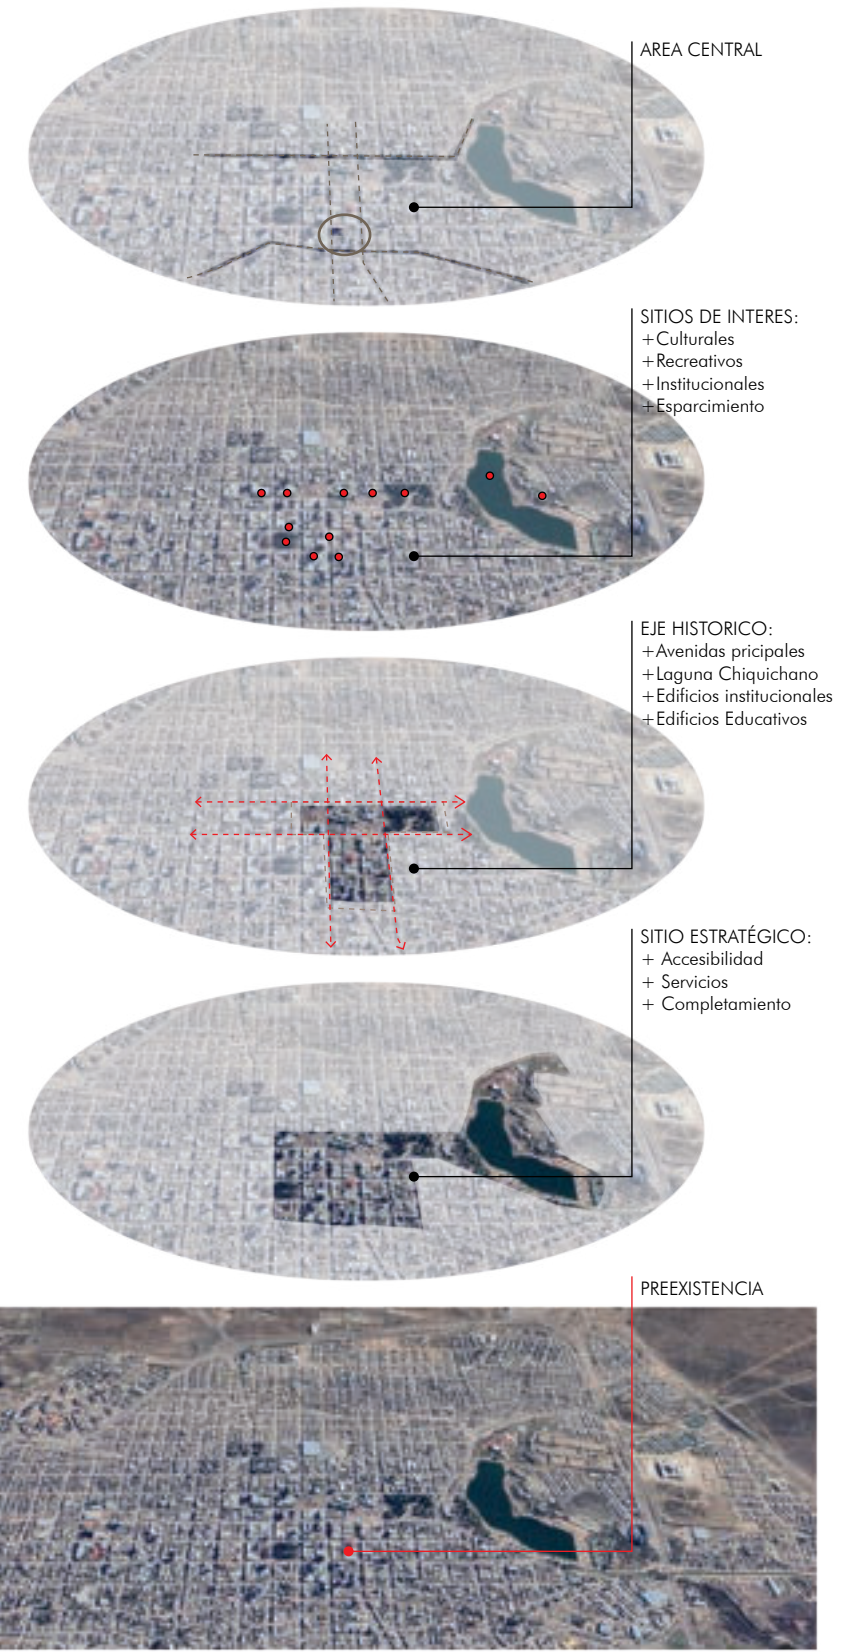 AREA CENTRAL
SITIOS DE INTERES:
+Culturales
+Recreativos
+Institucionales
+Esparcimiento
EJE HISTORICO:
+Avenidas pricipales
+Laguna Chiquichano
+Edificios institucionales
+Edificios Educativos
SITIO ESTRATÉGICO:
+ Accesibilidad
+ Servicios
+ Completamiento
PREEXISTENCIA